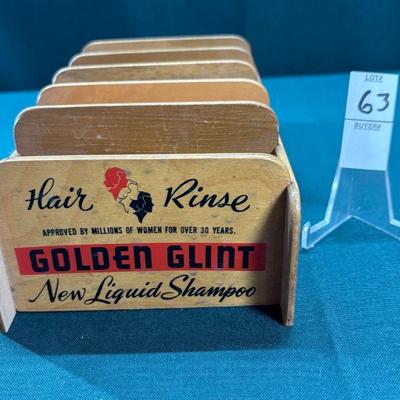 Hair Rinse
APPROVED BY MILLIONS OF WOMEN FOR OVER 30 YEARS.
GOLDEN GLINT
New Liquid Shampoo
LOT#
63
BUYER#